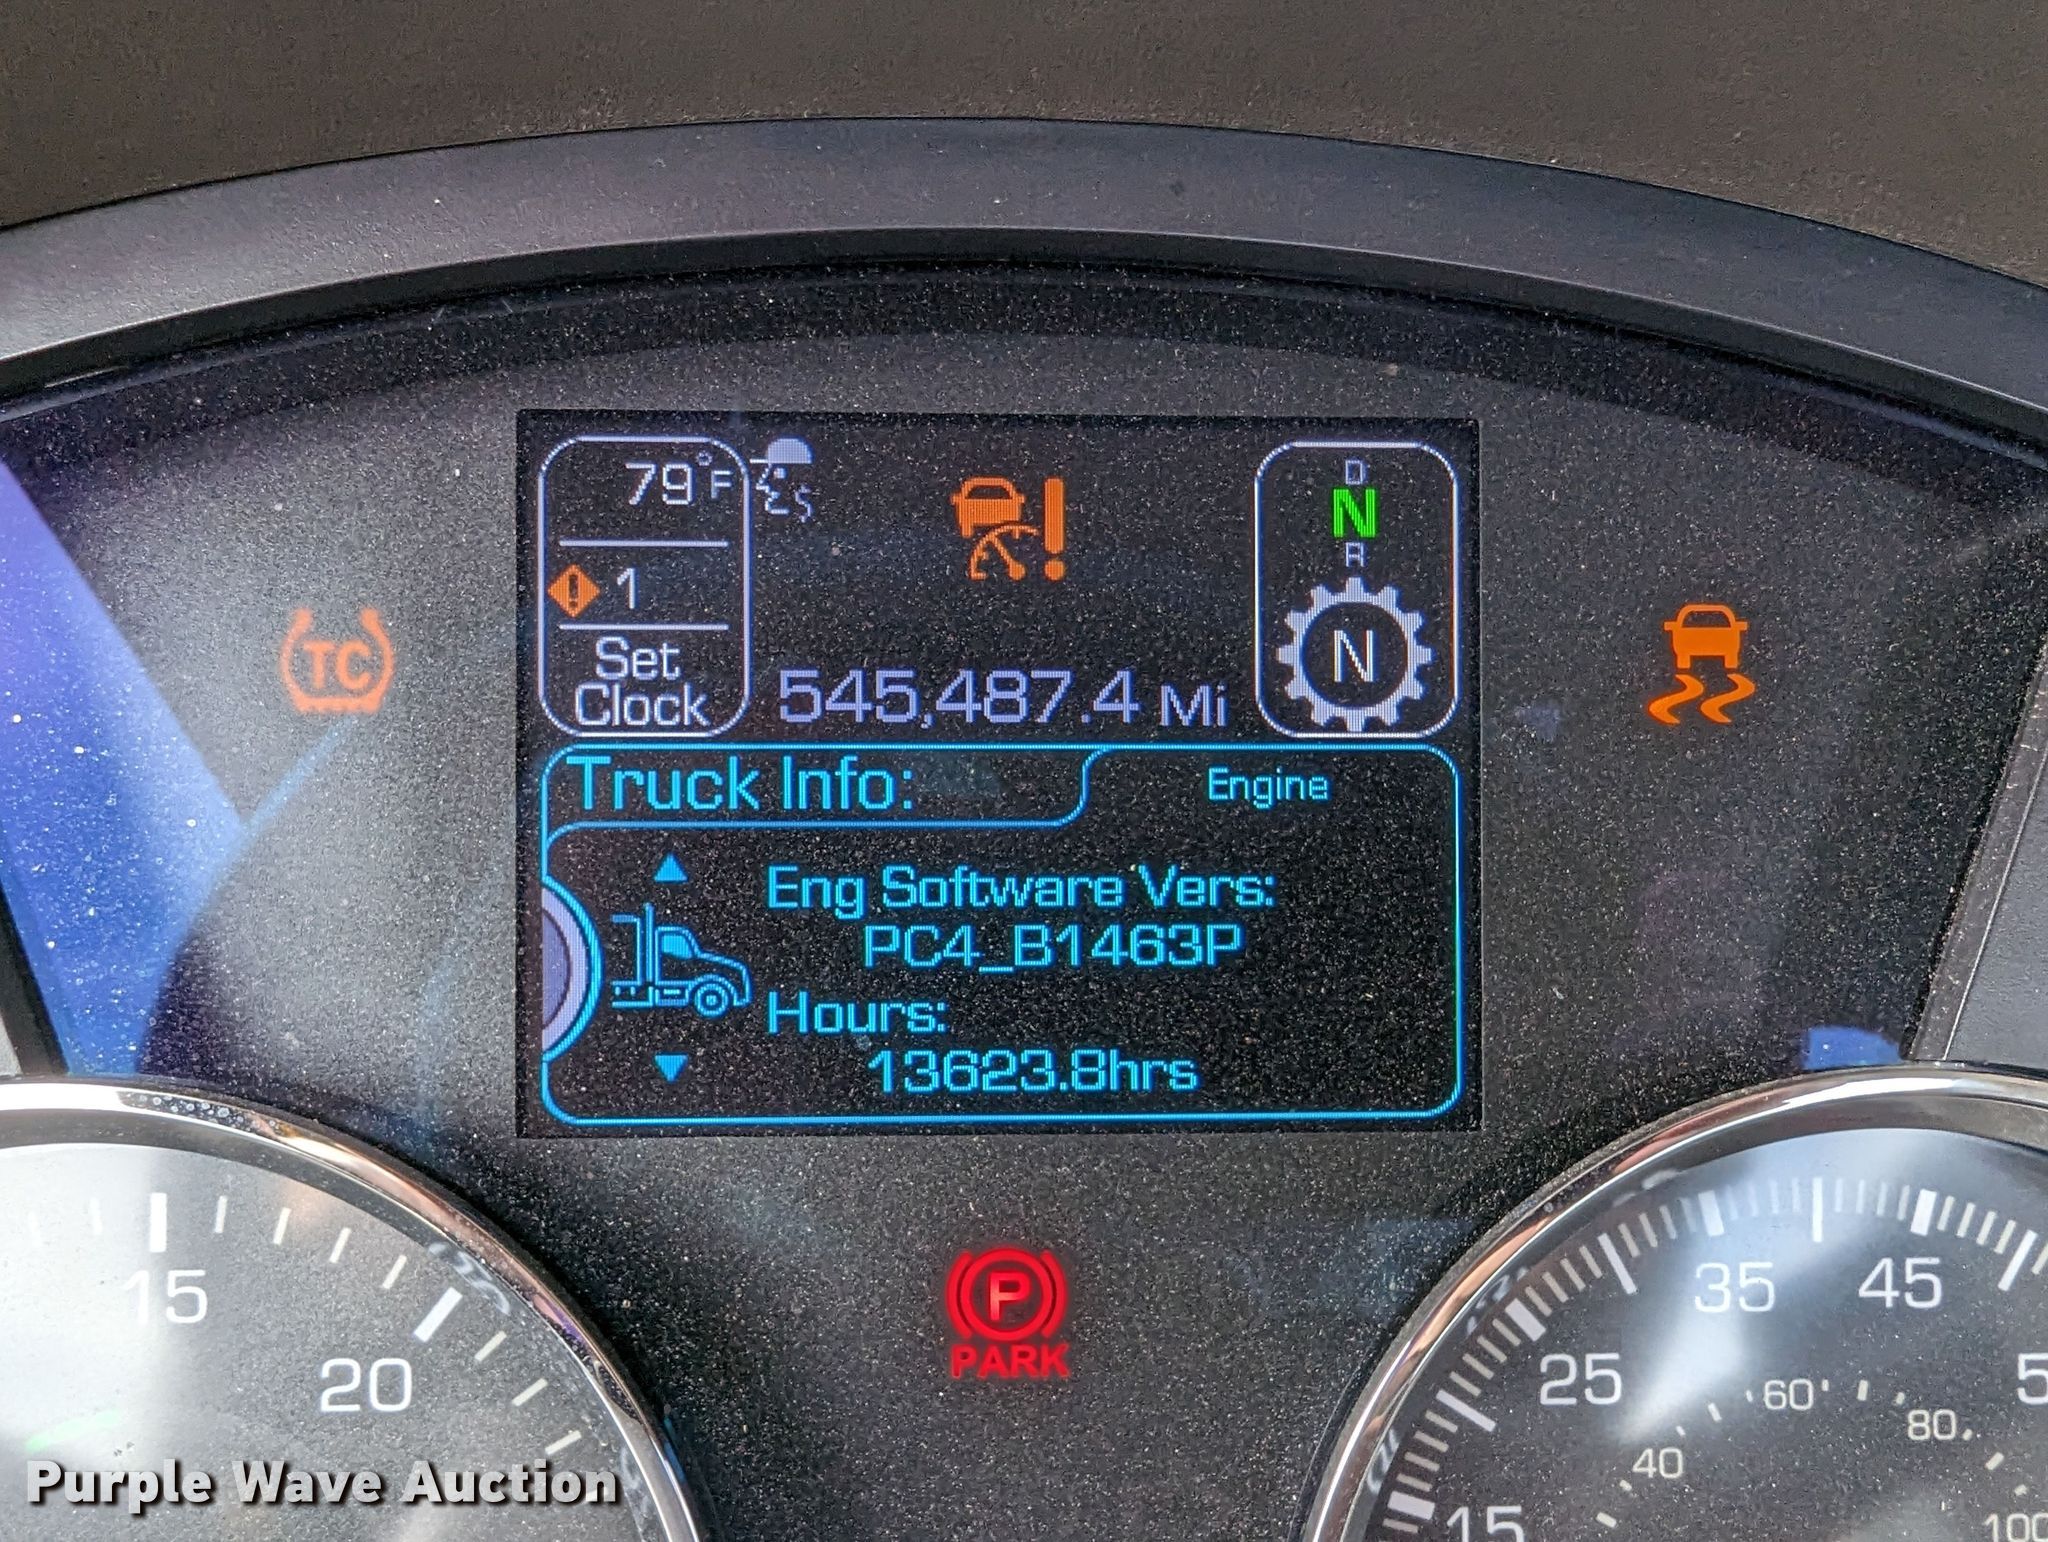 79°F
1
Set
Clock
$
545,487.4 Mi
D
N
R
N
TC
Truck Info:
Engine
Eng Software Vers:
PC4_B1463P
Hours:
13623.8hrs
P
PARK
15
20
15
25
35
45
40
60
80
100
Purple Wave Auction